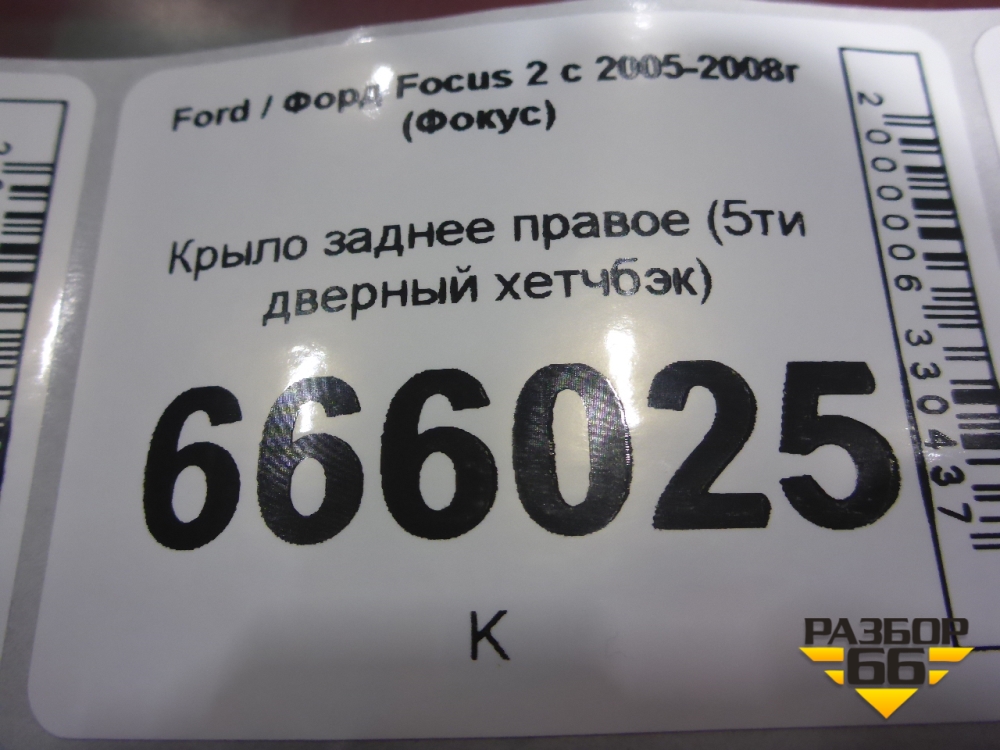 Ford / Форд Focus 2 с 2005-2008г
(Фокус)
Крыло заднее правое (5ти
дверный хетчбэк)
666025
К
2000006330437
РАЗБОР
66